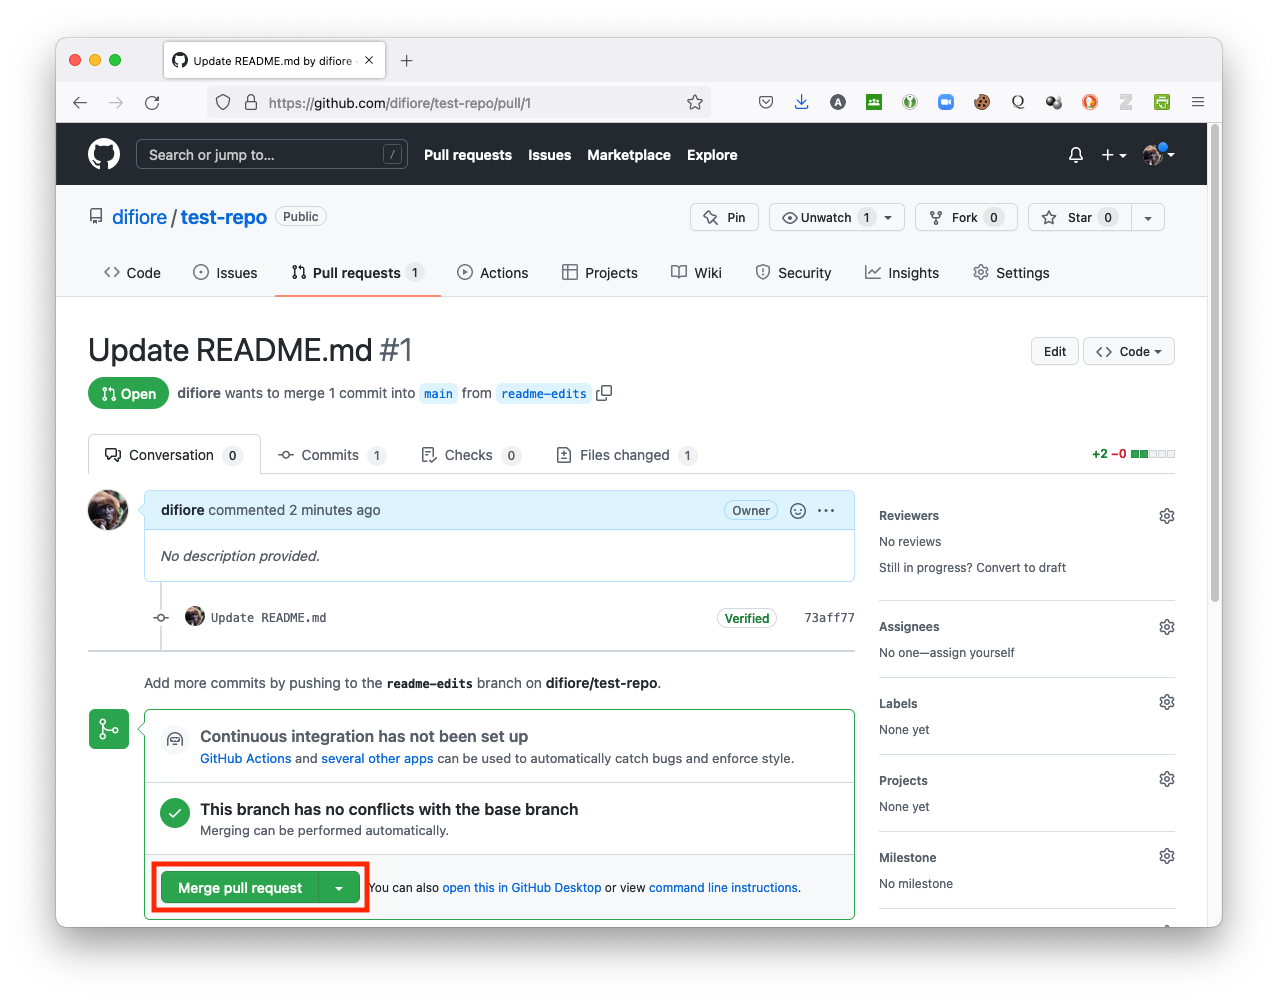 Update README.md by difiore
https://github.com/difiore/test-repo/pull/1
Search or jump to... / Pull requests Issues Marketplace Explore
difiore / test-repo Public Pin Unwatch 1 Fork 0 Star 0
Code Issues Pull requests 1 Actions Projects Wiki Security Insights Settings
Update README.md #1 Edit Code
Open difiore wants to merge 1 commit into main from readme-edits
Conversation 0 Commits 1 Checks 0 Files changed 1 +2 −0
difiore commented 2 minutes ago Owner
No description provided.
Update README.md Verified 73aff77
Add more commits by pushing to the readme-edits branch on difiore/test-repo.
Continuous integration has not been set up
GitHub Actions and several other apps can be used to automatically catch bugs and enforce style.
This branch has no conflicts with the base branch
Merging can be performed automatically.
Merge pull request You can also open this in GitHub Desktop or view command line instructions.
Reviewers
No reviews
Still in progress? Convert to draft
Assignees
No one—assign yourself
Labels
None yet
Projects
None yet
Milestone
No milestone